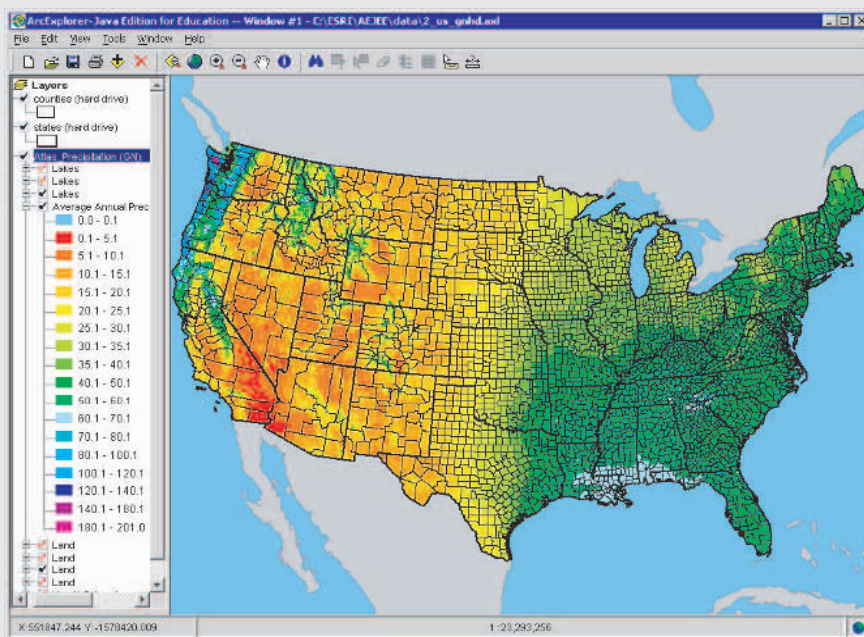 ArcExplorer-Java Edition for Education -- Window #1 - C:\ESRI\AEJEE\data\2_us_gnhd.axl
File Edit View Tools Window Help
Layers
counties (hard drive)
states (hard drive)
Atlas_Precipitation (GN)
Lakes
Lakes
Lakes
Average Annual Prec
0.0 - 0.1
0.1 - 5.1
5.1 - 10.1
10.1 - 15.1
15.1 - 20.1
20.1 - 25.1
25.1 - 30.1
30.1 - 35.1
35.1 - 40.1
40.1 - 50.1
50.1 - 60.1
60.1 - 70.1
70.1 - 80.1
80.1 - 100.1
100.1 - 120.1
120.1 - 140.1
140.1 - 180.1
180.1 - 201.0
Land
Land
Land
Land
X:551847.244 Y:-1578420.009
1 :23,293,256